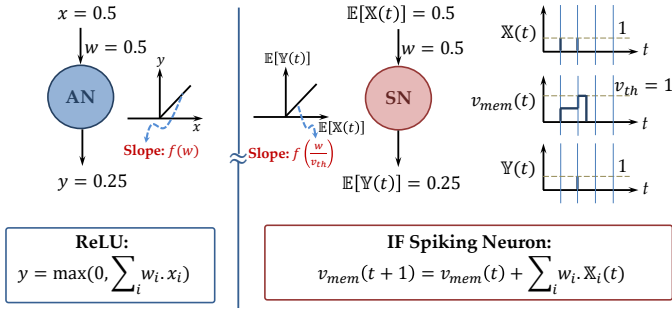 x = 0.5
w = 0.5
AN
y
x
Slope: f(w)
y = 0.25
ReLU:
y = max(0, ∑_i w_i. x_i)
𝔼[𝕏(t)] = 0.5
w = 0.5
𝔼[𝕐(t)]
SN
𝔼[𝕏(t)]
Slope: f(w/v_th)
𝔼[𝕐(t)] = 0.25
𝕏(t)
1
t
v_mem(t)
v_th = 1
t
𝕐(t)
1
t
IF Spiking Neuron:
v_mem(t + 1) = v_mem(t) + ∑_i w_i. 𝕏_i(t)